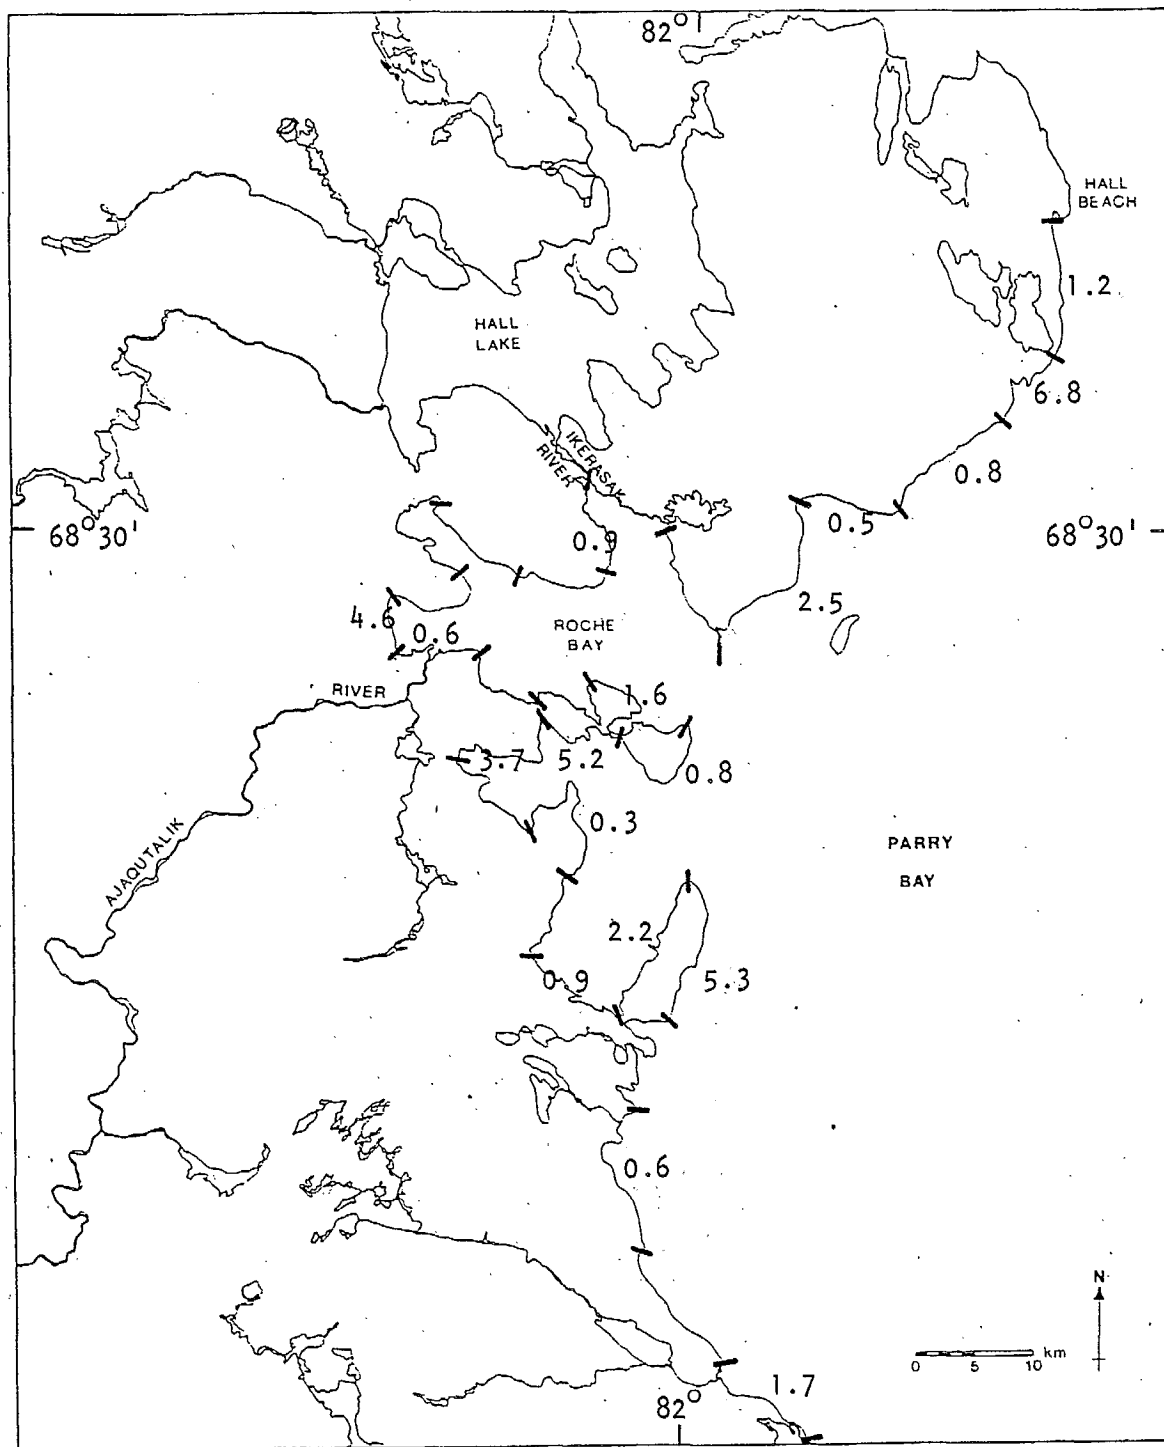 82°
HALL
BEACH
1.2
HALL
LAKE
6.8
IKERASAK
RIVER
0.8
0.5
68°30'
68°30'
0.9
2.5
4.6
0.6
ROCHE
BAY
RIVER
1.6
3.7
5.2
0.8
0.3
AJAQUTALIK
PARRY
BAY
2.2
0.9
5.3
0.6
N
km
0 5 10
1.7
82°